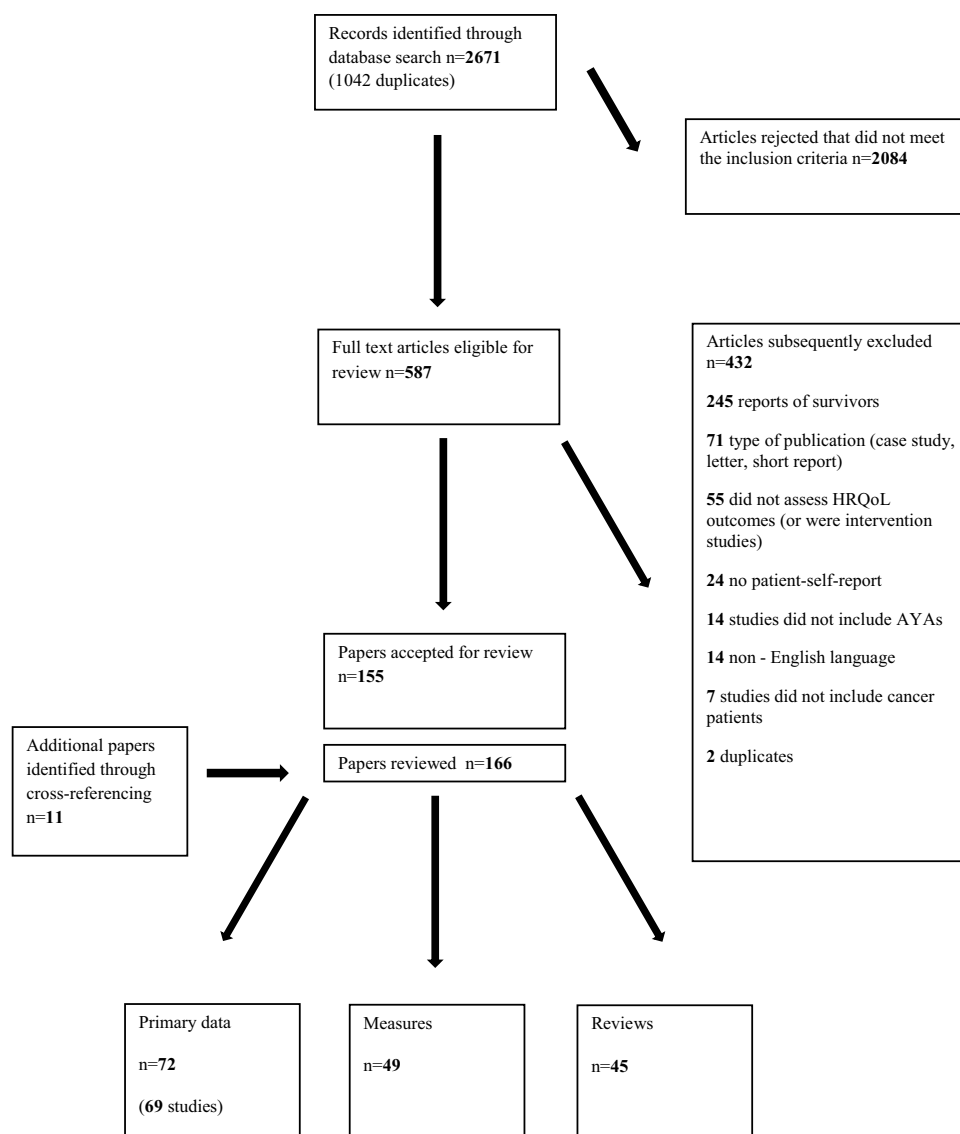 Records identified through
database search n=2671
(1042 duplicates)
Articles rejected that did not meet
the inclusion criteria n=2084
Full text articles eligible for
review n=587
Articles subsequently excluded
n=432
245 reports of survivors
71 type of publication (case study,
letter, short report)
55 did not assess HRQoL
outcomes (or were intervention
studies)
24 no patient-self-report
14 studies did not include AYAs
14 non - English language
7 studies did not include cancer
patients
2 duplicates
Papers accepted for review
n=155
Additional papers
identified through
cross-referencing
n=11
Papers reviewed n=166
Primary data
n=72
(69 studies)
Measures
n=49
Reviews
n=45